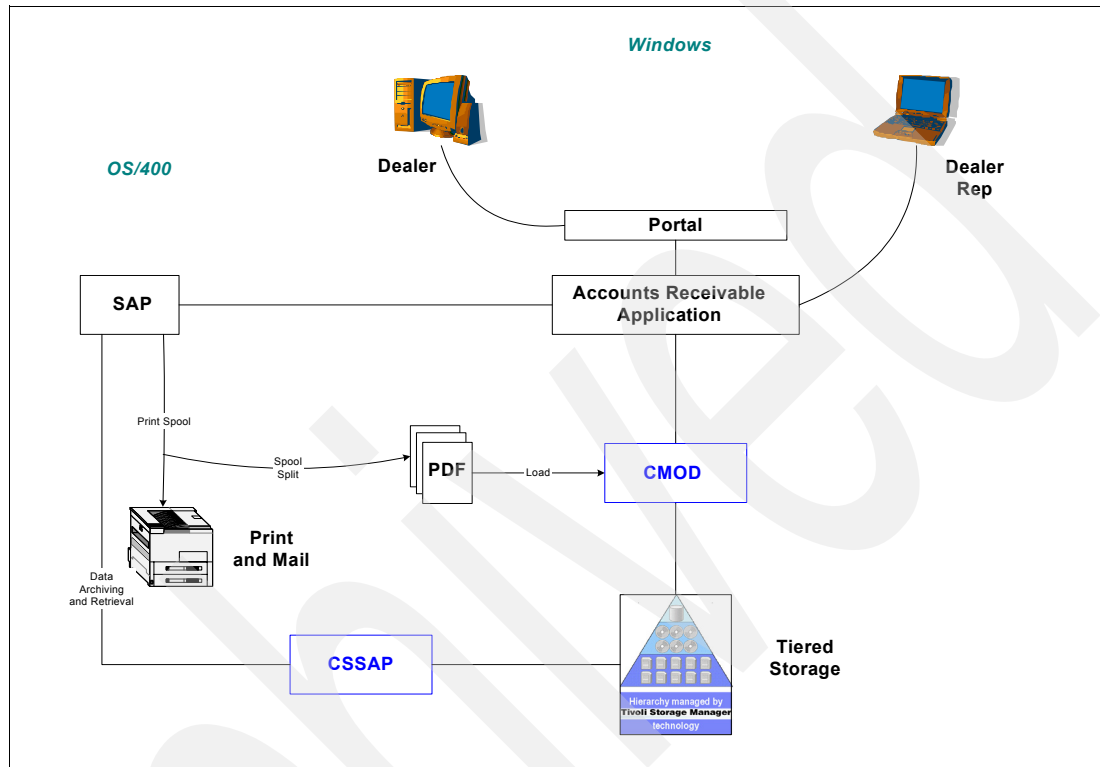 Windows
OS/400
Dealer
Dealer
Rep
Portal
SAP
Accounts Receivable
Application
Print Spool
Spool
Split
PDF
Load
CMOD
Print
and Mail
Data
Archiving
and Retrieval
CSSAP
Tiered
Storage
Hierarchy managed by
Tivoli Storage Manager
technology